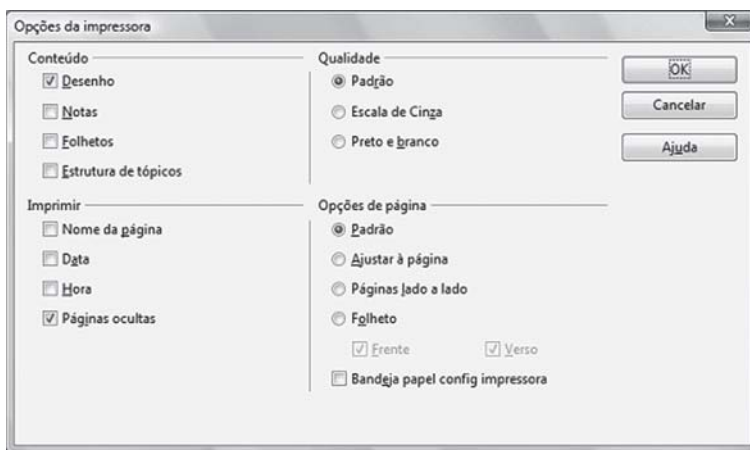 Opções da impressora
Conteúdo
Desenho
Notas
Folhetos
Estrutura de tópicos
Qualidade
Padrão
Escala de Cinza
Preto e branco
OK
Cancelar
Ajuda
Imprimir
Nome da página
Data
Hora
Páginas ocultas
Opções de página
Padrão
Ajustar à página
Páginas lado a lado
Folheto
Frente
Verso
Bandeja papel config impressora